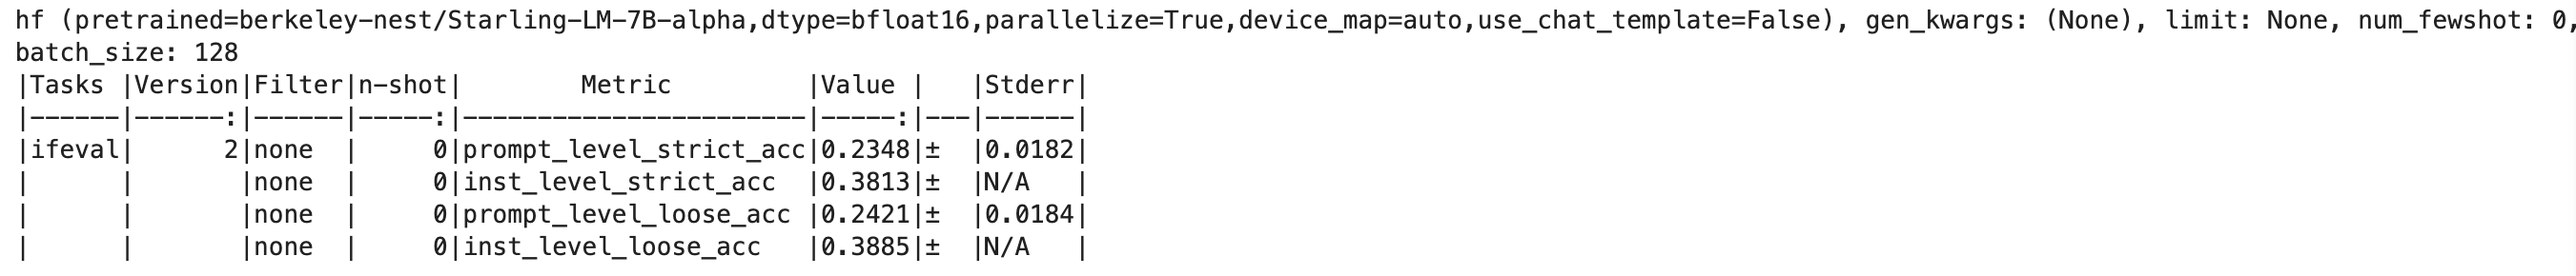 hf (pretrained=berkeley-nest/Starling-LM-7B-alpha,dtype=bfloat16,parallelize=True,device_map=auto,use_chat_template=False), gen_kwargs: (None), limit: None, num_fewshot: 0,
batch_size: 128
|Tasks |Version|Filter|n-shot|        Metric         |Value |   |Stderr|
|------|------:|------|-----:|-----------------------|-----:|---|------|
|ifeval|      2|none  |     0|prompt_level_strict_acc|0.2348|±  |0.0182|
|      |       |none  |     0|inst_level_strict_acc  |0.3813|±  |N/A   |
|      |       |none  |     0|prompt_level_loose_acc |0.2421|±  |0.0184|
|      |       |none  |     0|inst_level_loose_acc   |0.3885|±  |N/A   |